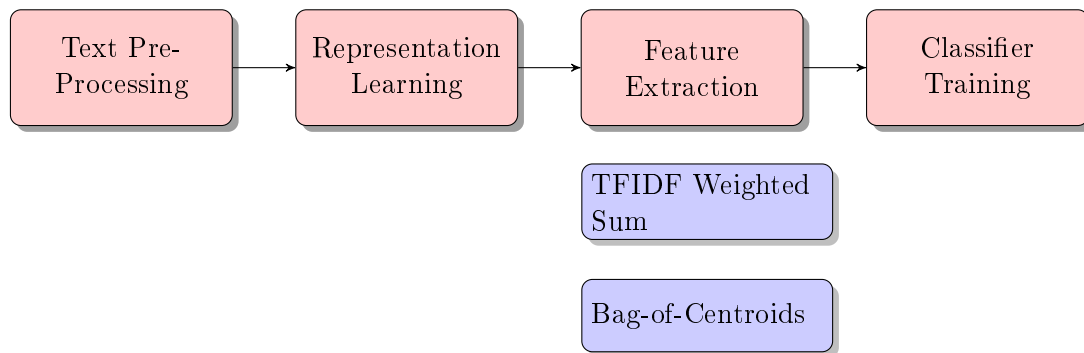 Text Pre-
Processing
Representation
Learning
Feature
Extraction
Classifier
Training
TFIDF Weighted
Sum
Bag-of-Centroids